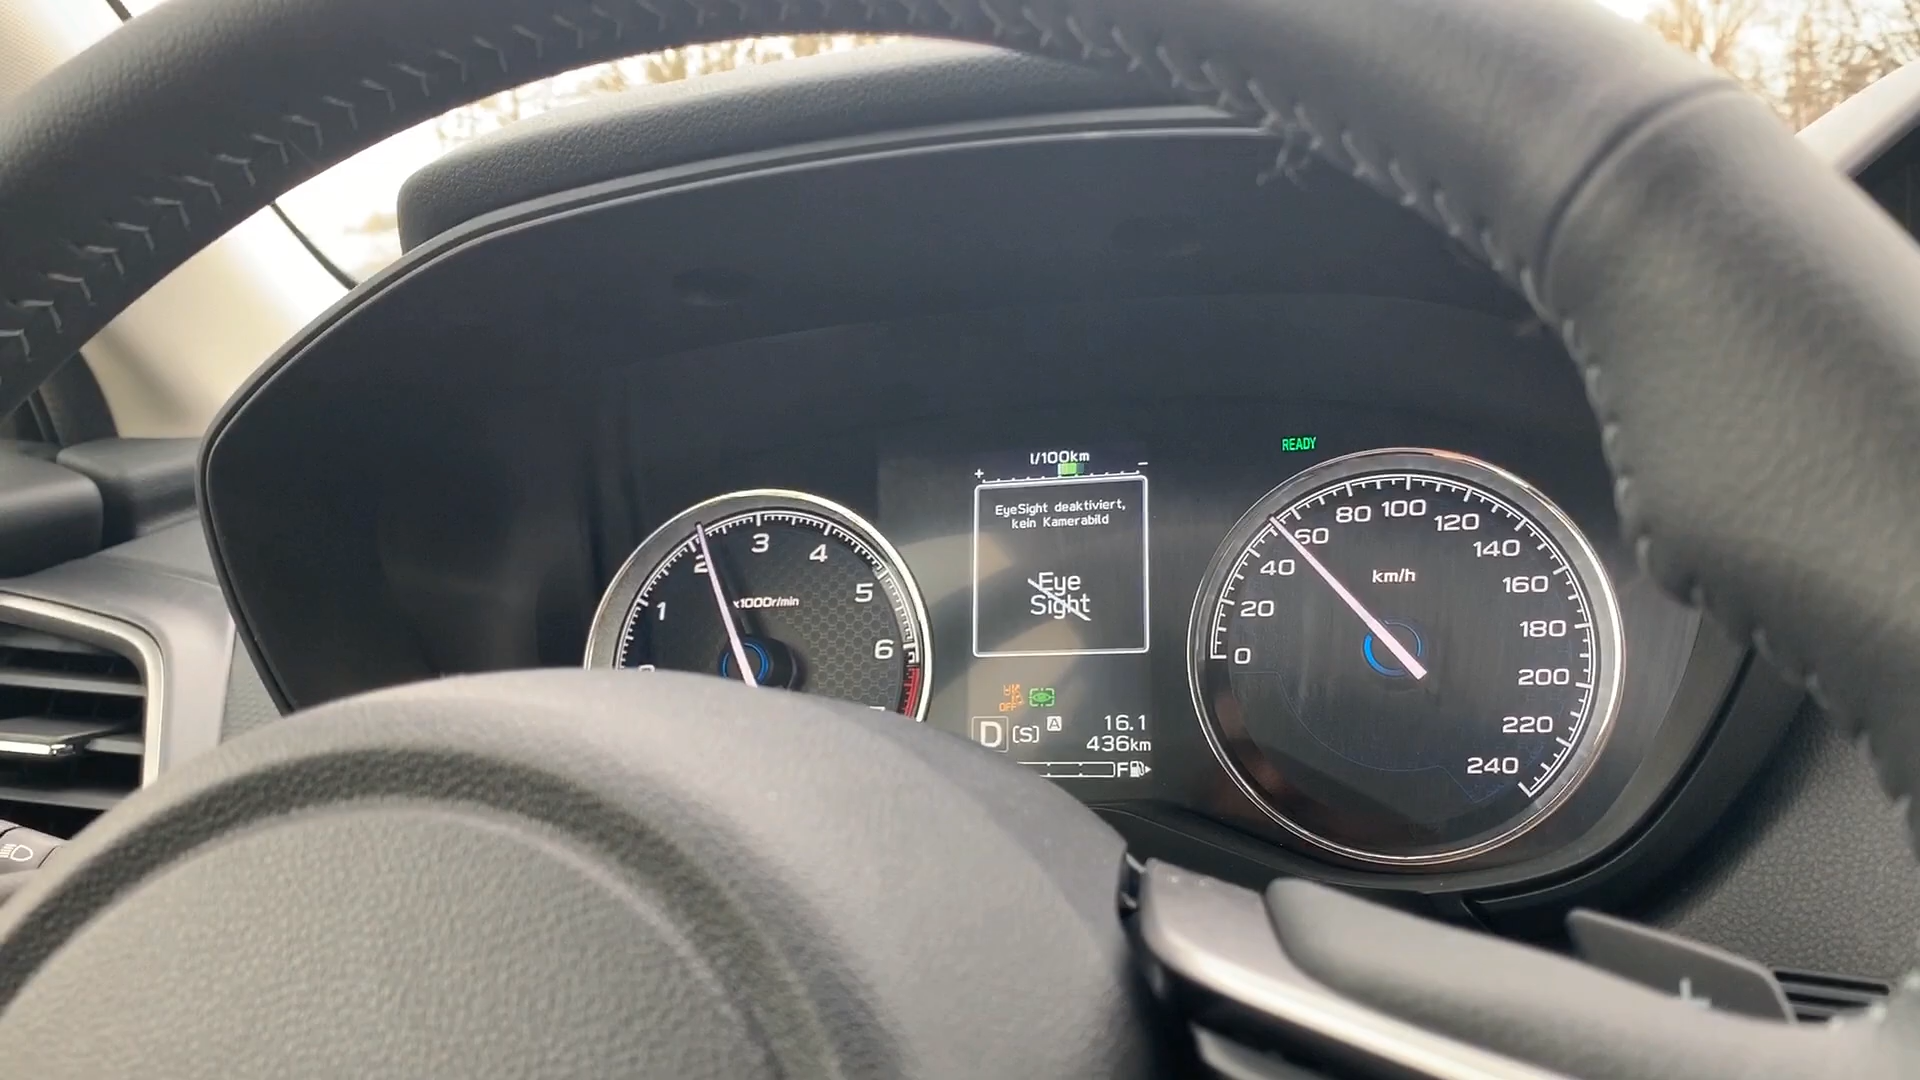 READY
l/100km
+ −
EyeSight deaktiviert,
kein Kamerabild
Eye
Sight
1 2 3 4 5 6
x1000r/min
0 20 40 60 80 100 120 140 160 180 200 220 240
km/h
OFF
D [S] A 16.1
436km
F
+